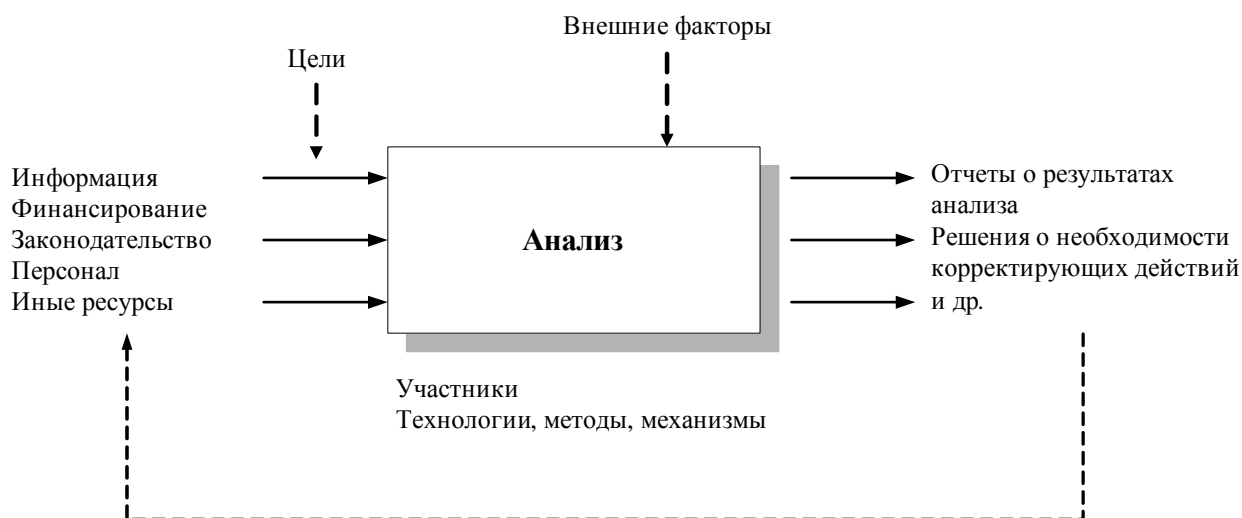 Внешние факторы
Цели
Информация
Финансирование
Законодательство
Персонал
Иные ресурсы
Анализ
Отчеты о результатах
анализа
Решения о необходимости
корректирующих действий
и др.
Участники
Технологии, методы, механизмы